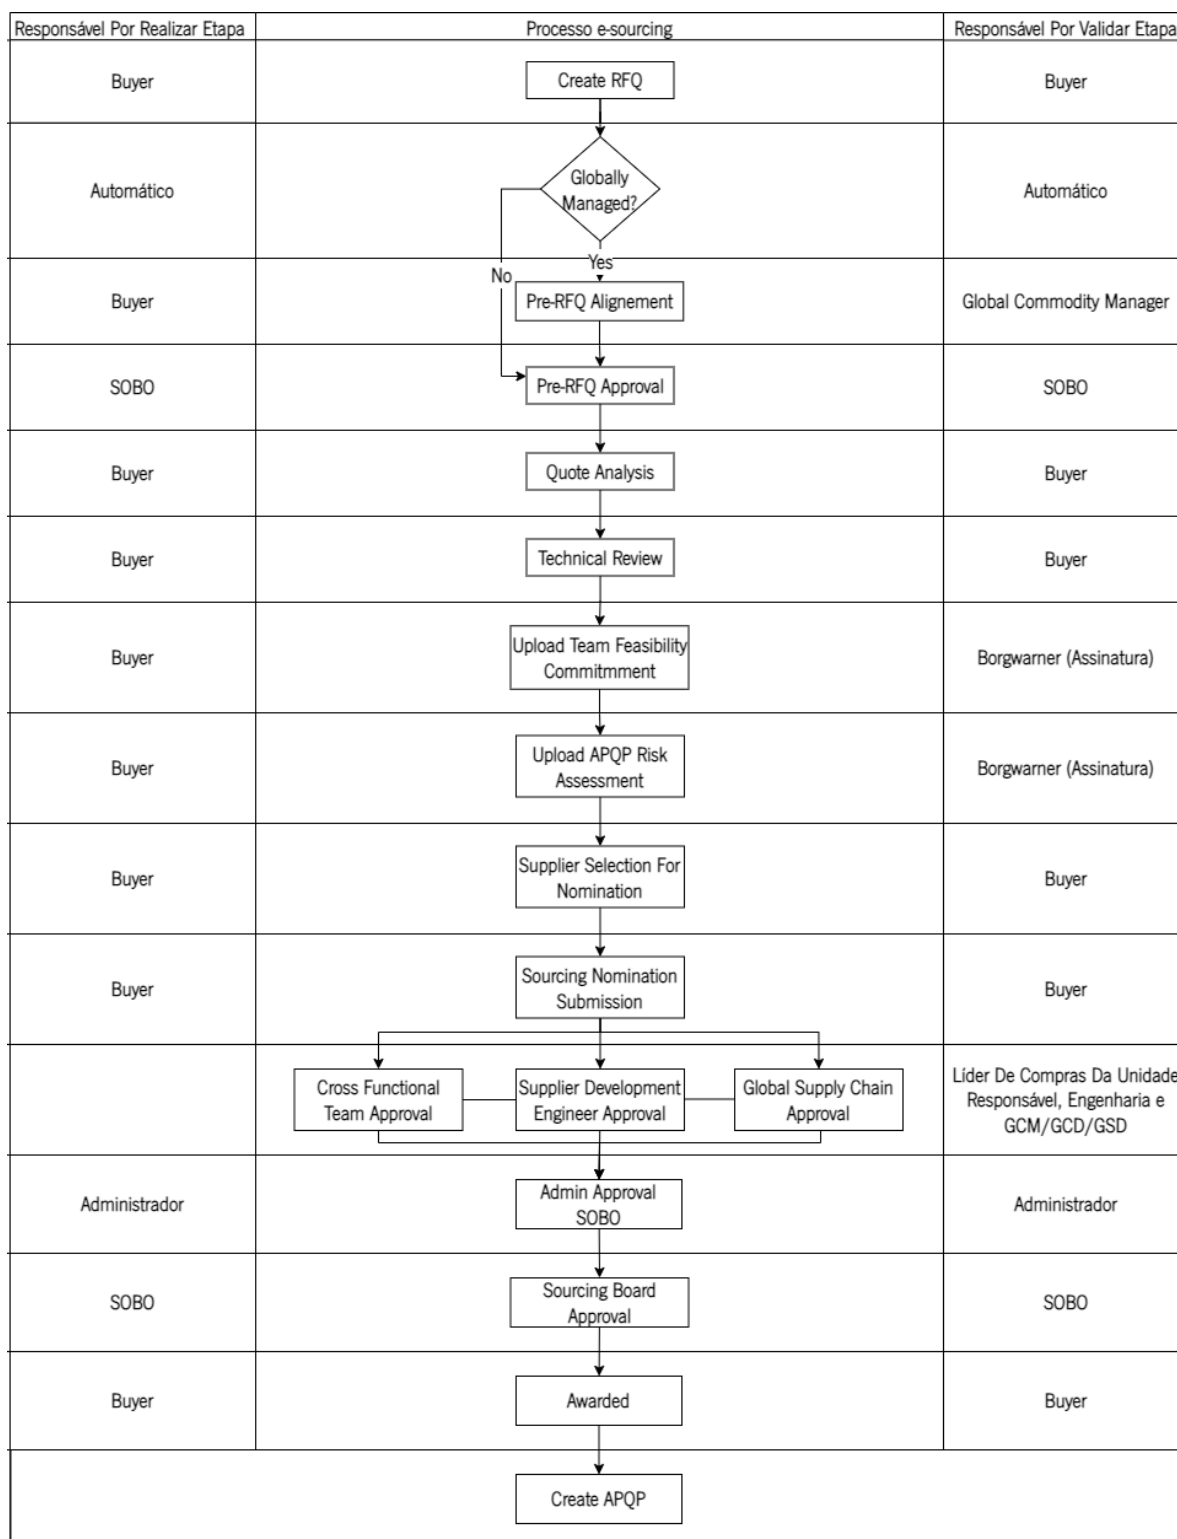 Responsável Por Realizar Etapa
Processo e-sourcing
Responsável Por Validar Etapa
Buyer
Create RFQ
Buyer
Automático
Globally
Managed?
Automático
Yes
No
Buyer
Pre-RFQ Alignement
Global Commodity Manager
SOBO
Pre-RFQ Approval
SOBO
Buyer
Quote Analysis
Buyer
Buyer
Technical Review
Buyer
Buyer
Upload Team Feasibility
Commitmment
Borgwarner (Assinatura)
Buyer
Upload APQP Risk
Assessment
Borgwarner (Assinatura)
Buyer
Supplier Selection For
Nomination
Buyer
Buyer
Sourcing Nomination
Submission
Buyer
Cross Functional
Team Approval
Supplier Development
Engineer Approval
Global Supply Chain
Approval
Líder De Compras Da Unidade
Responsável, Engenharia e
GCM/GCD/GSD
Administrador
Admin Approval
SOBO
Administrador
SOBO
Sourcing Board
Approval
SOBO
Buyer
Awarded
Buyer
Create APQP